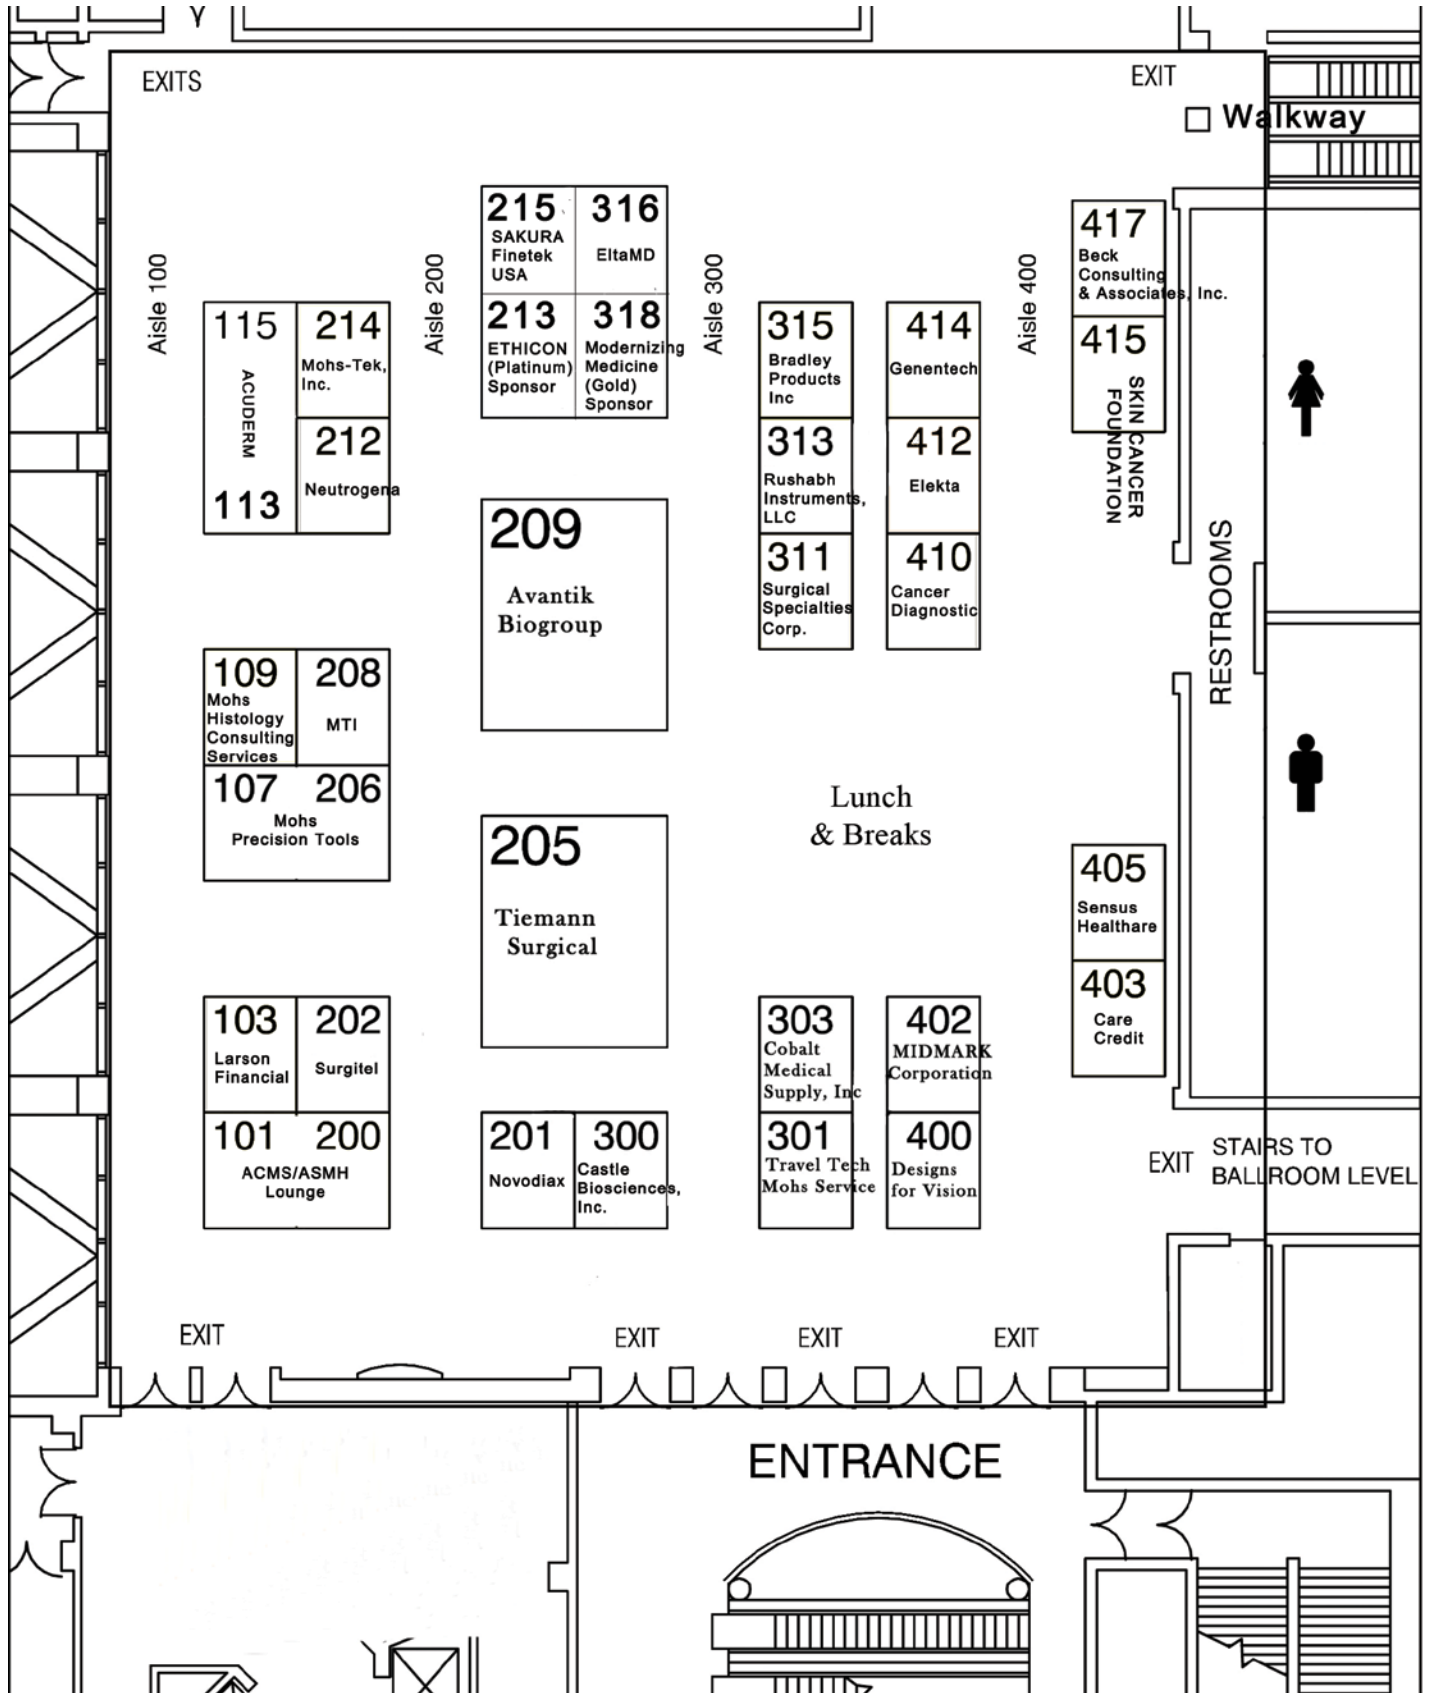 EXITS
EXIT
Walkway
Aisle 100
Aisle 200
Aisle 300
Aisle 400
215
SAKURA
Finetek
USA
316
EltaMD
213
ETHICON
(Platinum)
Sponsor
318
Modernizing
Medicine
(Gold)
Sponsor
417
Beck
Consulting
& Associates, Inc.
415
SKIN CANCER
FOUNDATION
115
ACUDERM
113
214
Mohs-Tek,
Inc.
212
Neutrogena
315
Bradley
Products
Inc
414
Genentech
313
Rushabh
Instruments,
LLC
412
Elekta
311
Surgical
Specialties
Corp.
410
Cancer
Diagnostic
209
Avantik
Biogroup
RESTROOMS
109
Mohs
Histology
Consulting
Services
208
MTI
107 206
Mohs
Precision Tools
Lunch
& Breaks
205
Tiemann
Surgical
405
Sensus
Healthare
403
Care
Credit
103
Larson
Financial
202
Surgitel
101 200
ACMS/ASMH
Lounge
201
Novodiax
300
Castle
Biosciences,
Inc.
303
Cobalt
Medical
Supply, Inc
402
MIDMARK
Corporation
301
Travel Tech
Mohs Service
400
Designs
for Vision
EXIT
STAIRS TO
BALLROOM LEVEL
EXIT
EXIT
EXIT
EXIT
ENTRANCE